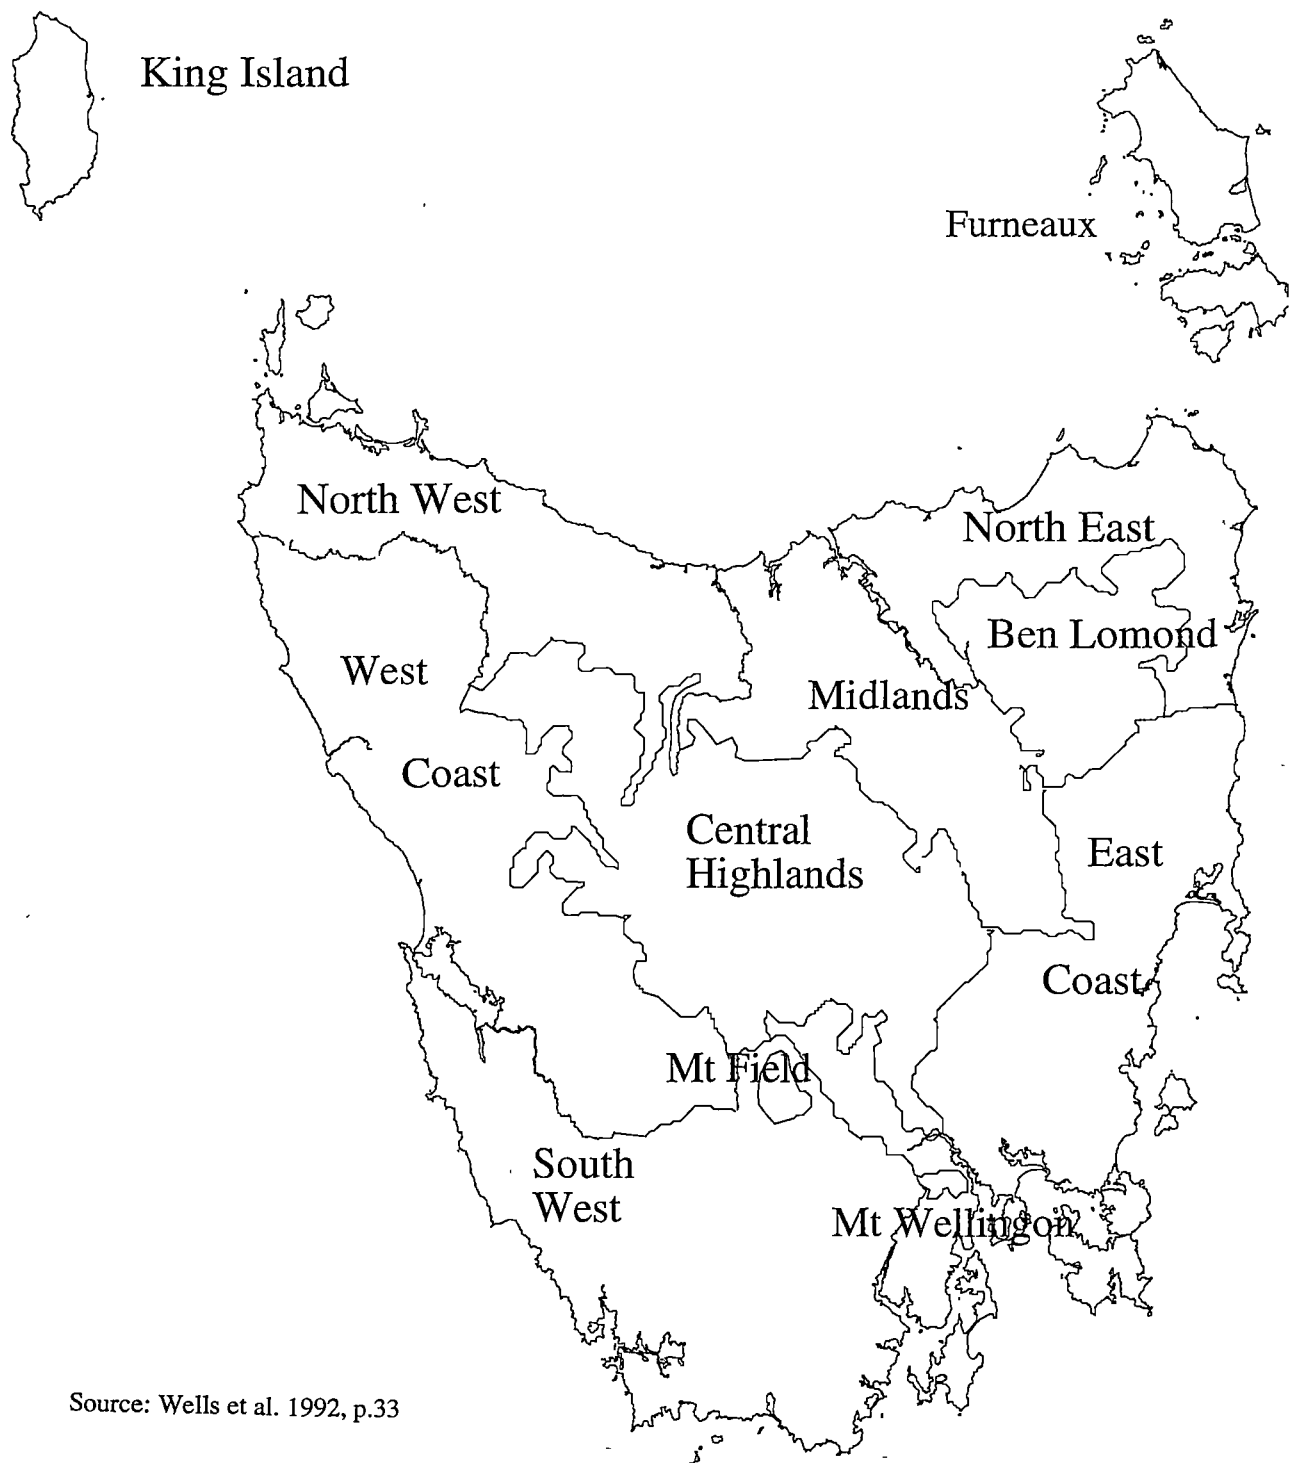 King Island
Furneaux
North West
North East
Ben Lomond
West
Midlands
Coast
Central
Highlands
East
Coast
Mt Field
South
West
Mt Wellingon
Source: Wells et al. 1992, p.33